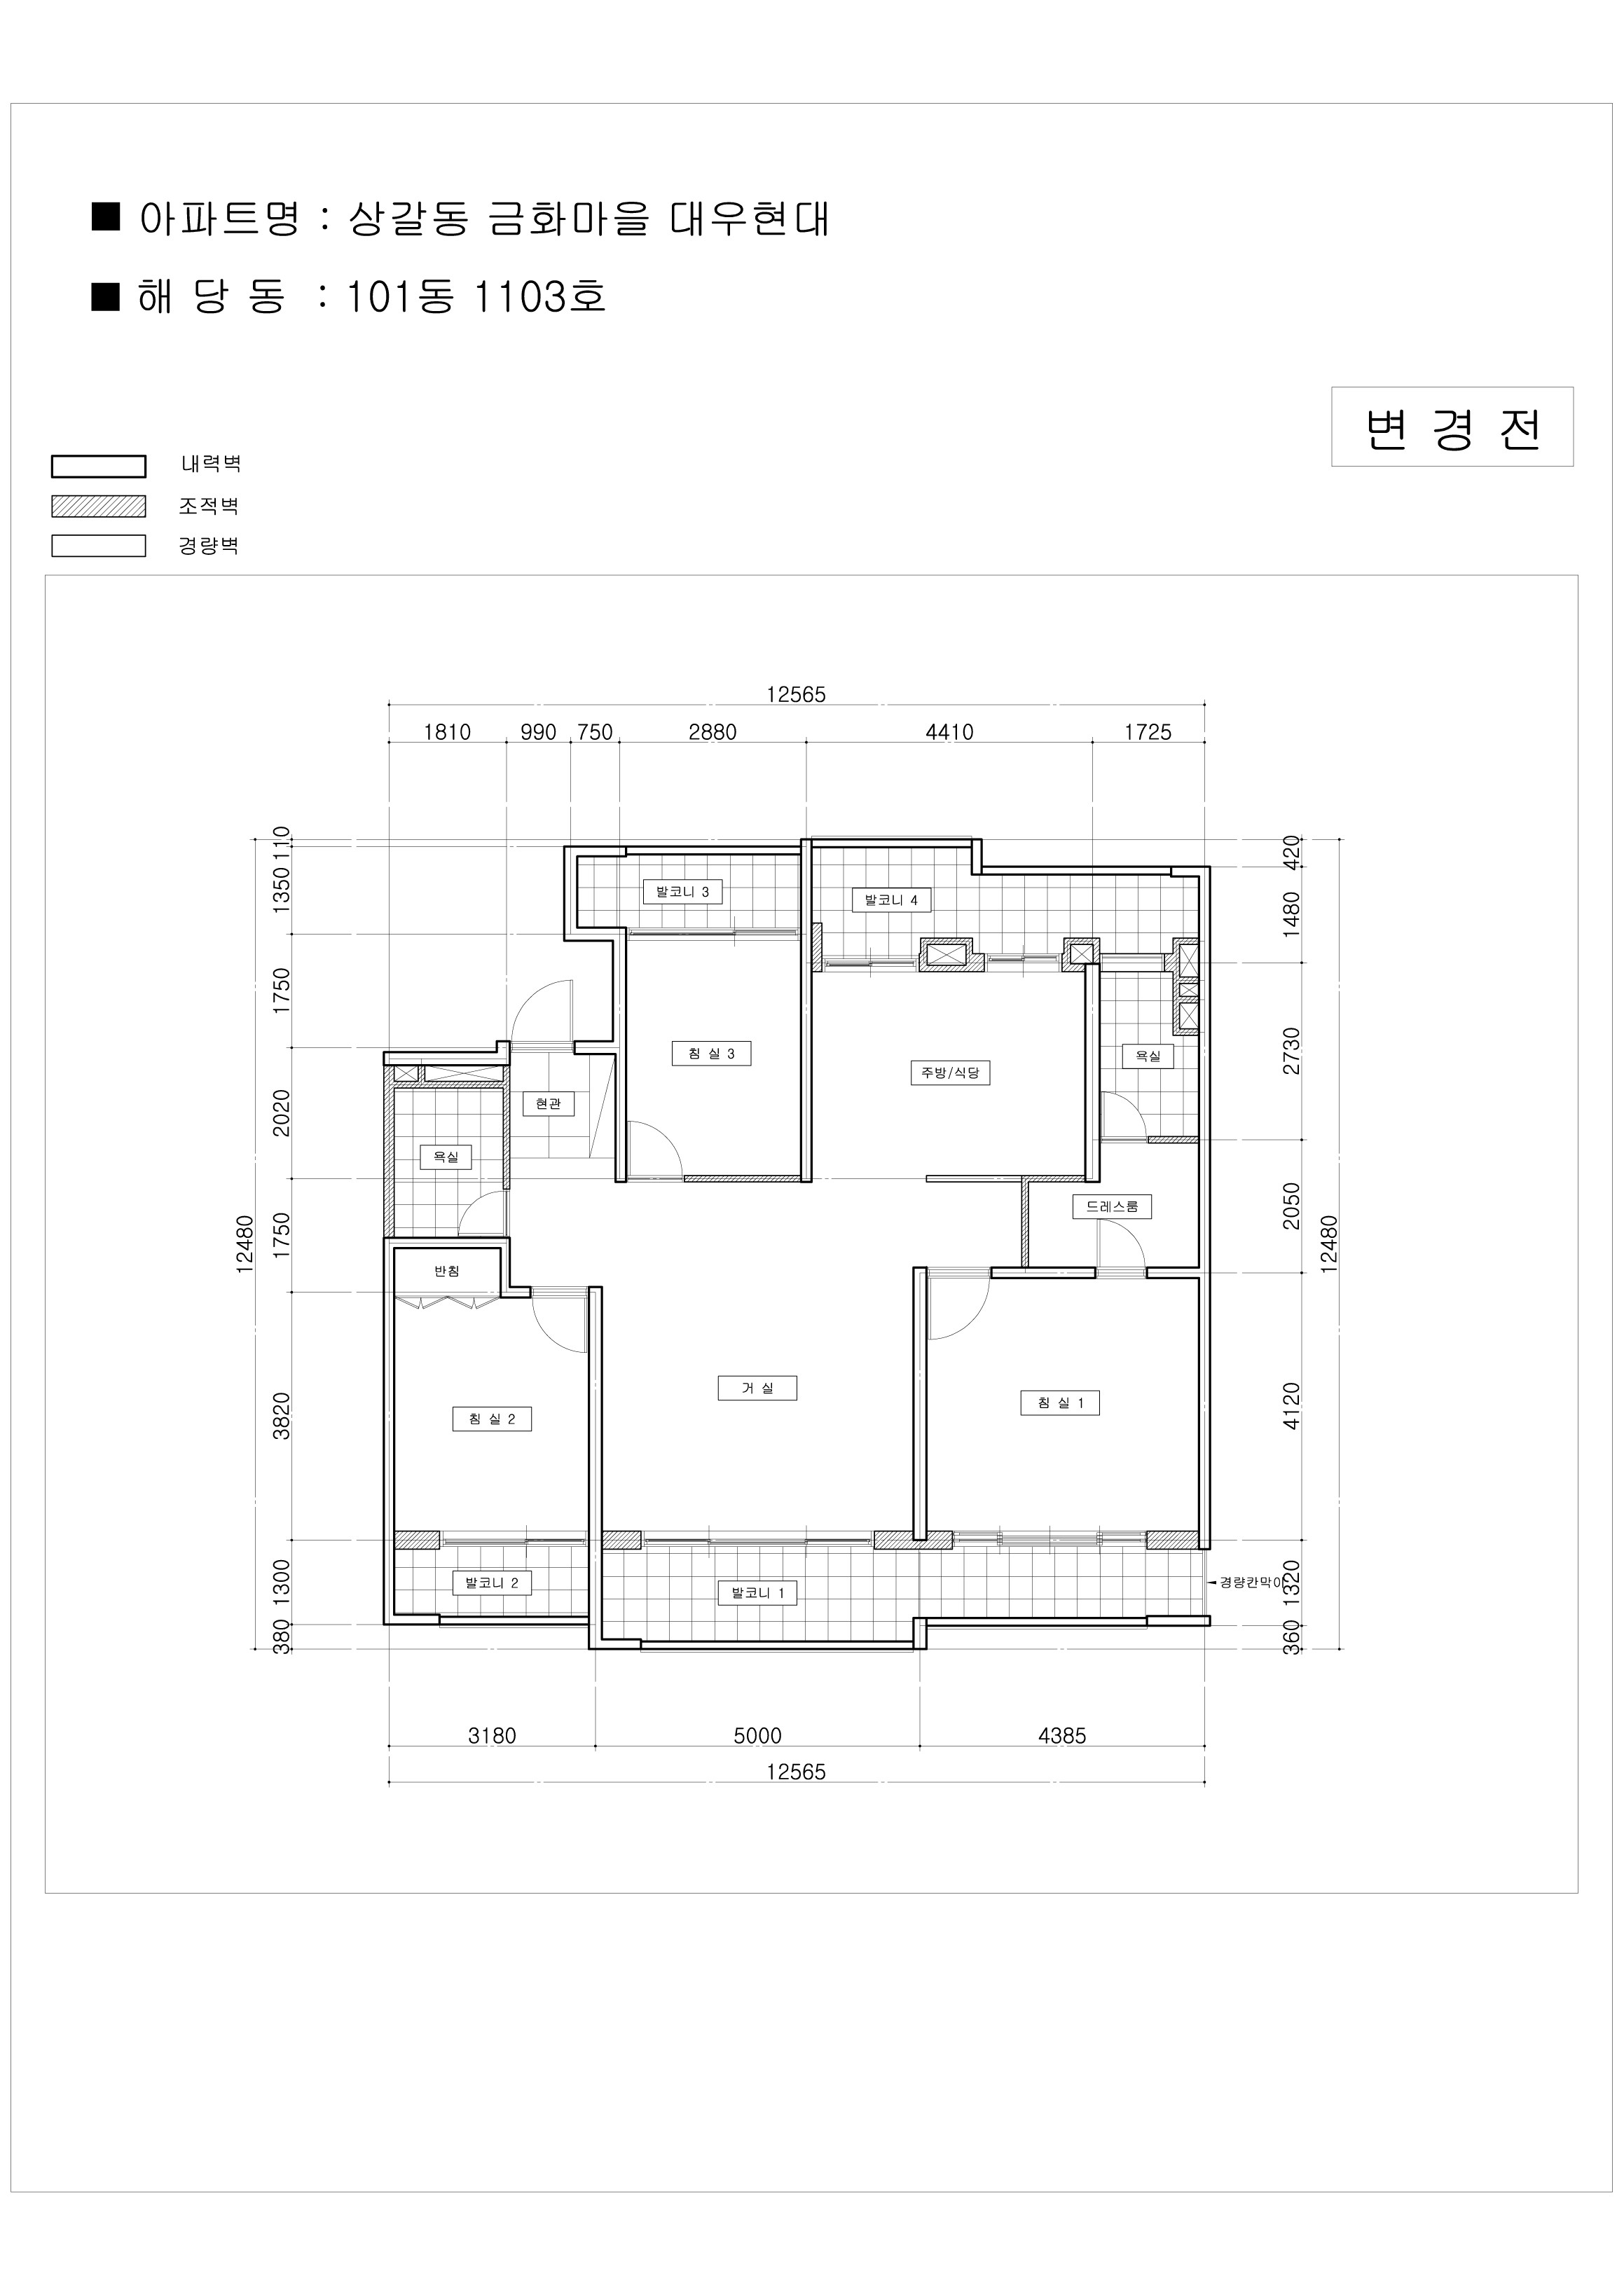 ■ 아파트명 : 상갈동 금화마을 대우현대
■ 해 당 동 : 101동 1103호
변 경 전
내력벽
조적벽
경량벽
12565
1810 990 750 2880 4410 1725
110
1350
1750
2020
1750
3820
1300
380
12480
420
1480
2730
2050
4120
1320
360
12480
발코니 3
발코니 4
침 실 3
욕실
주방/식당
현관
욕실
드레스룸
반침
거 실
침 실 1
침 실 2
발코니 2
발코니 1
경량칸막이
3180 5000 4385
12565